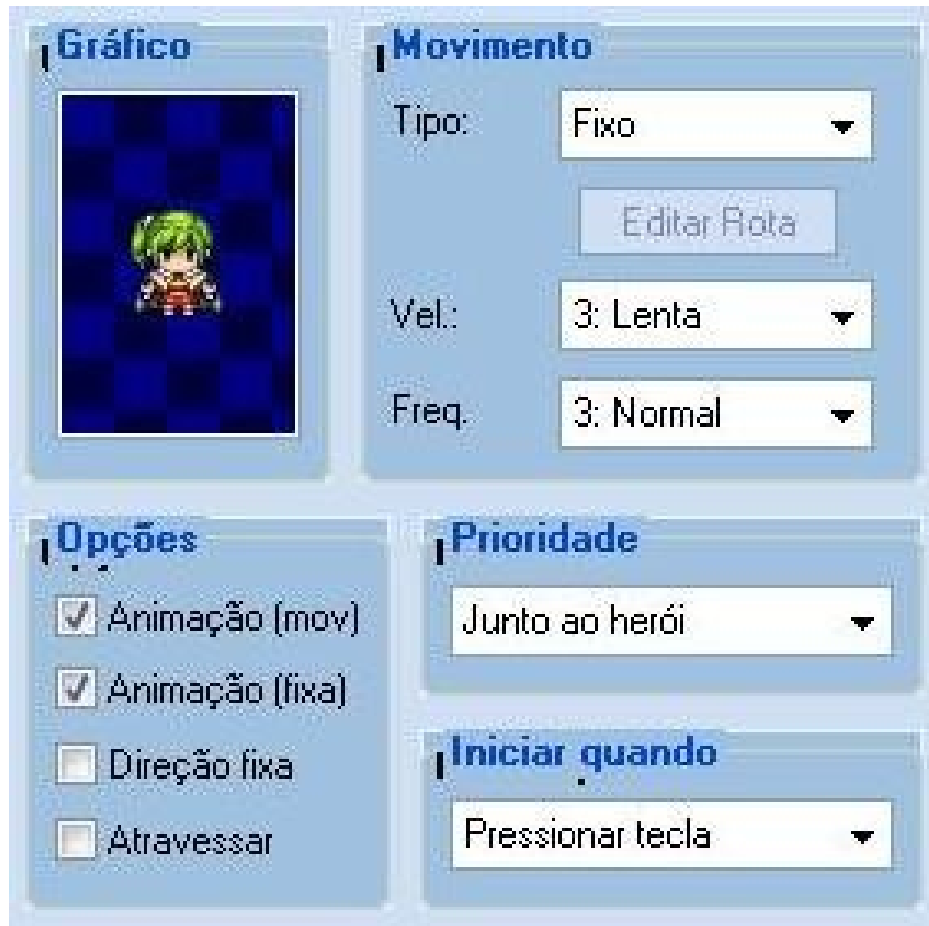 Gráfico
Movimento
Tipo:
Fixo
Editar Rota
Vel.:
3: Lenta
Freq.
3: Normal
Opções
Animação (mov)
Animação (fixa)
Direção fixa
Atravessar
Prioridade
Junto ao herói
Iniciar quando
Pressionar tecla